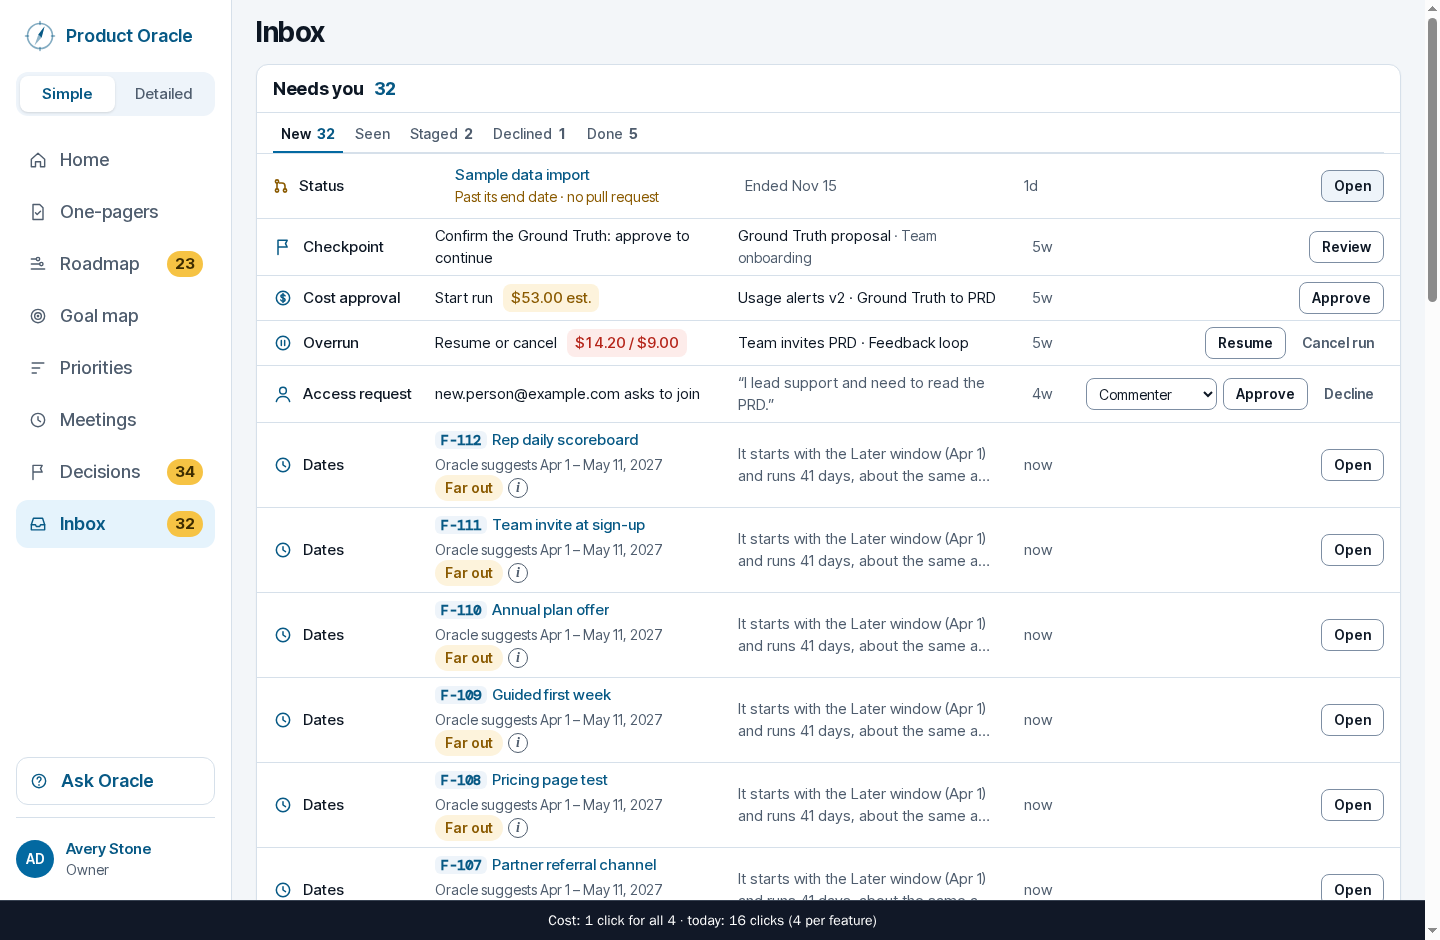 Product Oracle
Simple
Detailed
Home
One-pagers
Roadmap 23
Goal map
Priorities
Meetings
Decisions 34
Inbox 32
Ask Oracle
AD
Avery Stone
Owner
Inbox
Needs you 32
New 32 Seen Staged 2 Declined 1 Done 5
Status
Sample data import
Past its end date · no pull request
Ended Nov 15
1d
Open
Checkpoint
Confirm the Ground Truth: approve to
continue
Ground Truth proposal · Team
onboarding
5w
Review
Cost approval
Start run $53.00 est.
Usage alerts v2 · Ground Truth to PRD
5w
Approve
Overrun
Resume or cancel $14.20 / $9.00
Team invites PRD · Feedback loop
5w
Resume
Cancel run
Access request
new.person@example.com asks to join
“I lead support and need to read the
PRD.”
4w
Commenter
Approve
Decline
Dates
F-112 Rep daily scoreboard
Oracle suggests Apr 1 – May 11, 2027
Far out i
It starts with the Later window (Apr 1)
and runs 41 days, about the same a…
now
Open
Dates
F-111 Team invite at sign-up
Oracle suggests Apr 1 – May 11, 2027
Far out i
It starts with the Later window (Apr 1)
and runs 41 days, about the same a…
now
Open
Dates
F-110 Annual plan offer
Oracle suggests Apr 1 – May 11, 2027
Far out i
It starts with the Later window (Apr 1)
and runs 41 days, about the same a…
now
Open
Dates
F-109 Guided first week
Oracle suggests Apr 1 – May 11, 2027
Far out i
It starts with the Later window (Apr 1)
and runs 41 days, about the same a…
now
Open
Dates
F-108 Pricing page test
Oracle suggests Apr 1 – May 11, 2027
Far out i
It starts with the Later window (Apr 1)
and runs 41 days, about the same a…
now
Open
Dates
F-107 Partner referral channel
Oracle suggests Apr 1 – May 11, 2027
It starts with the Later window (Apr 1)
now
Open
Cost: 1 click for all 4 · today: 16 clicks (4 per feature)